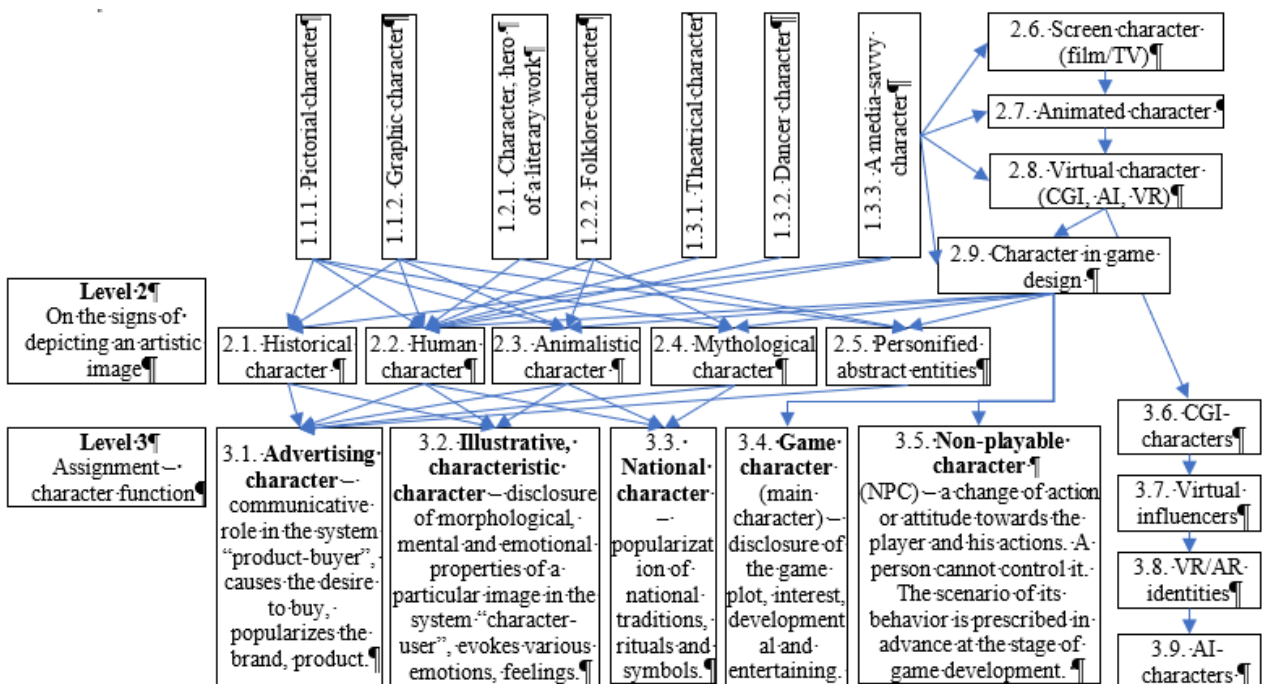 1.1.1. Pictorial character¶
1.1.2. Graphic character¶
1.2.1. Character, hero¶
of a literary work¶
1.2.2. Folklore character¶
1.3.1. Theatrical character
1.3.2. Dancer character¶
1.3.3. A media-savvy
character¶
2.6. Screen character
(film/TV)¶
2.7. Animated character
2.8. Virtual character
(CGI, AI, VR)¶
2.9. Character in game
design ¶
Level 2¶
On the signs of
depicting an artistic
image¶
2.1. Historical
character ¶
2.2. Human
character ¶
2.3. Animalistic
character ¶
2.4. Mythological
character¶
2.5. Personified
abstract entities¶
Level 3¶
Assignment –
character function¶
3.1. Advertising
character –
communicative
role in the system
“product-buyer”,
causes the desire
to buy,
popularizes the
brand, product.¶
3.2. Illustrative,
characteristic
character – disclosure
of morphological,
mental and emotional
properties of a
particular image in the
system “character-
user”, evokes various
emotions, feelings.¶
3.3.
National
character
–
popularizat
ion of
national
traditions,
rituals and
symbols.¶
3.4. Game
character
(main
character) –
disclosure of
the game
plot, interest,
development
al and
entertaining.
3.5. Non-playable
character ¶
(NPC) – a change of action
or attitude towards the
player and his actions. A
person cannot control it.
The scenario of its
behavior is prescribed in
advance at the stage of
game development. ¶
3.6. CGI-
characters¶
3.7. Virtual
influencers¶
3.8. VR/AR
identities¶
3.9. AI-
characters ¶